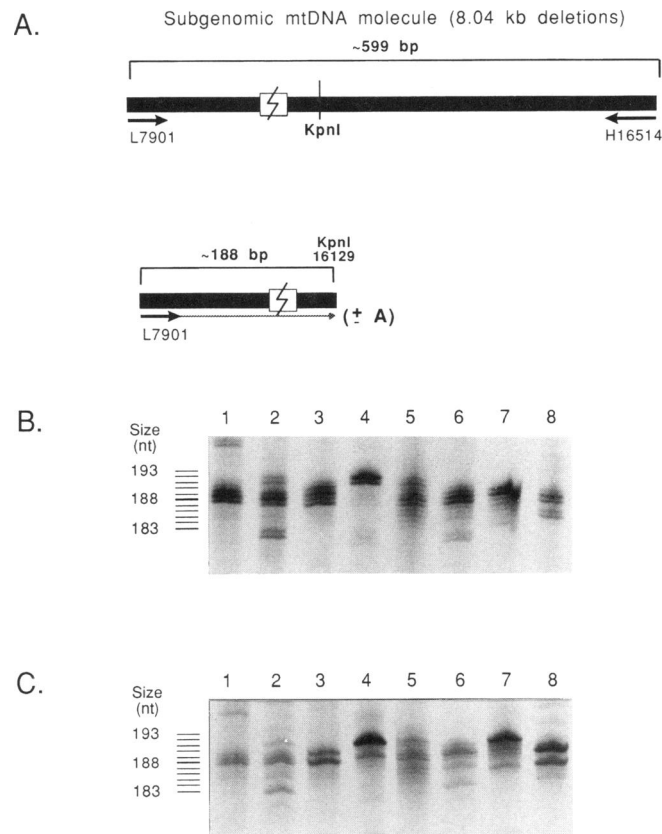 A.
Subgenomic mtDNA molecule (8.04 kb deletions)
~599 bp
L7901
KpnI
H16514
~188 bp
KpnI
16129
L7901
(± A)
B.
1 2 3 4 5 6 7 8
Size
(nt)
193
188
183
C.
1 2 3 4 5 6 7 8
Size
(nt)
193
188
183